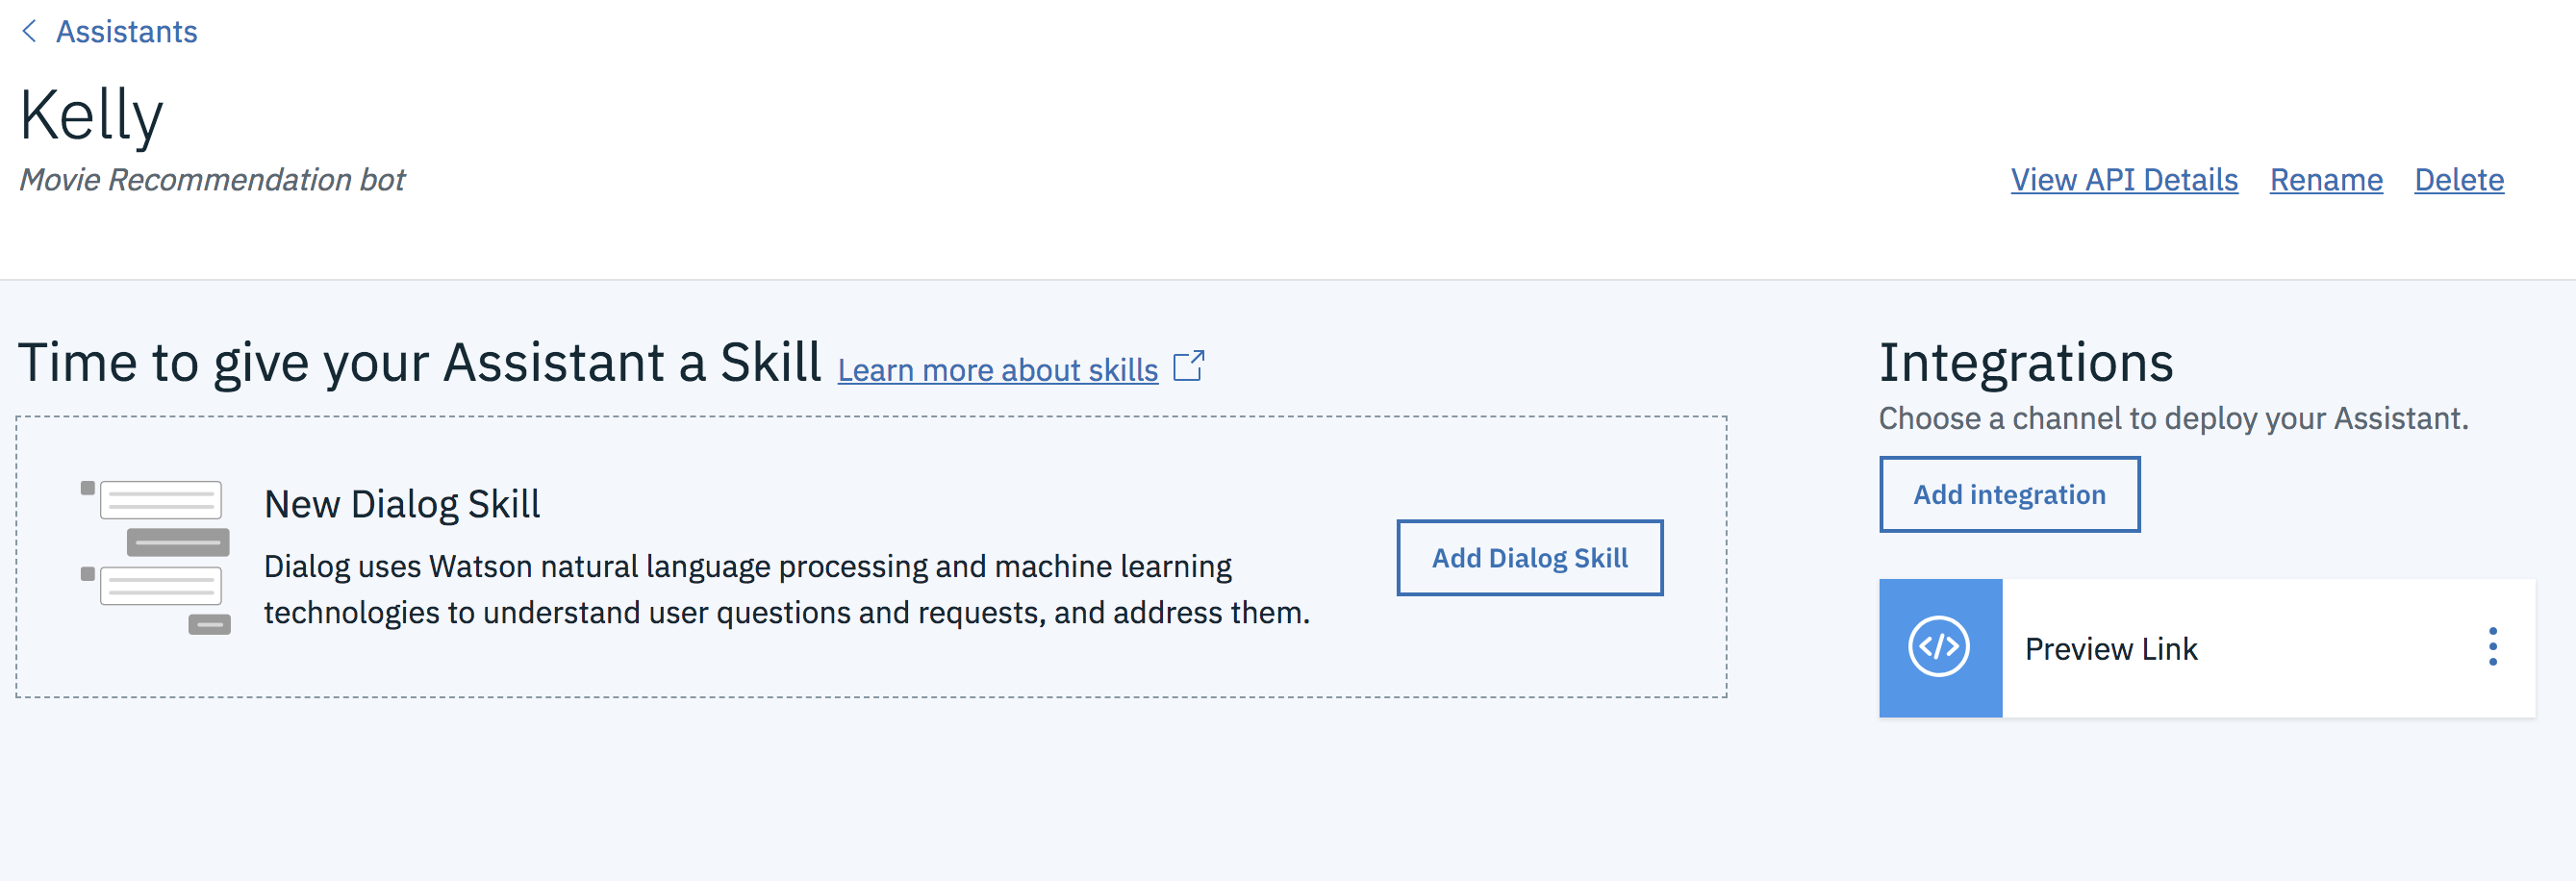 Assistants
Kelly
Movie Recommendation bot
View API Details Rename Delete
Time to give your Assistant a Skill Learn more about skills
New Dialog Skill
Dialog uses Watson natural language processing and machine learning
technologies to understand user questions and requests, and address them.
Add Dialog Skill
Integrations
Choose a channel to deploy your Assistant.
Add integration
</> Preview Link